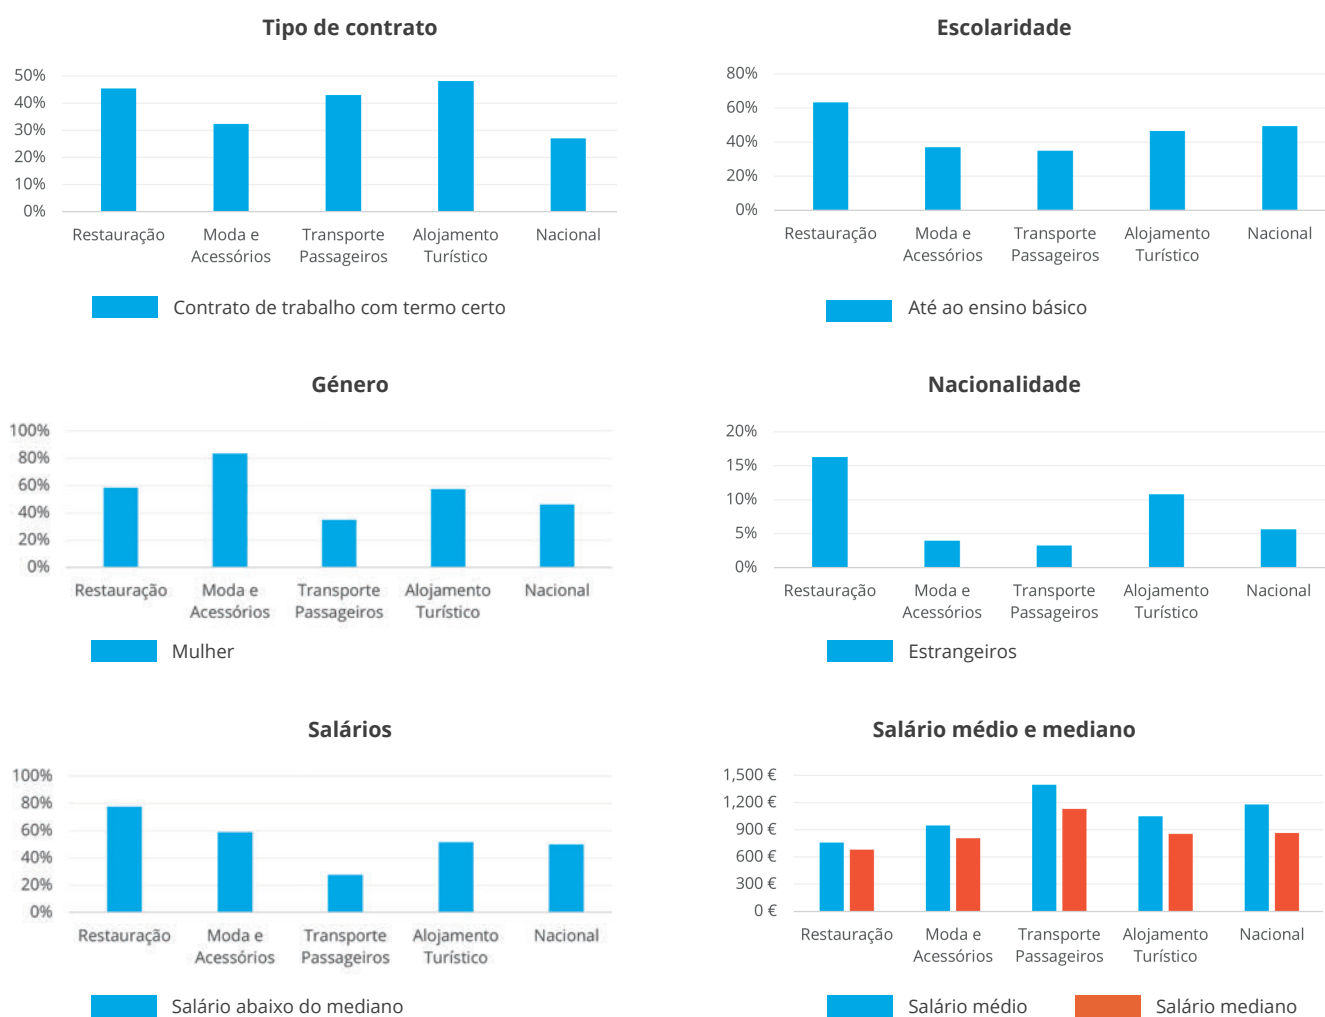 Tipo de contrato
50%
40%
30%
20%
10%
0%
Restauração
Moda e
Acessórios
Transporte
Passageiros
Alojamento
Turístico
Nacional
Contrato de trabalho com termo certo
Escolaridade
80%
60%
40%
20%
0%
Restauração
Moda e
Acessórios
Transporte
Passageiros
Alojamento
Turístico
Nacional
Até ao ensino básico
Género
100%
80%
60%
40%
20%
0%
Restauração
Moda e
Acessórios
Transporte
Passageiros
Alojamento
Turístico
Nacional
Mulher
Nacionalidade
20%
15%
10%
5%
0%
Restauração
Moda e
Acessórios
Transporte
Passageiros
Alojamento
Turístico
Nacional
Estrangeiros
Salários
100%
80%
60%
40%
20%
0%
Restauração
Moda e
Acessórios
Transporte
Passageiros
Alojamento
Turístico
Nacional
Salário abaixo do mediano
Salário médio e mediano
1,500 €
1,200 €
900 €
600 €
300 €
0 €
Restauração
Moda e
Acessórios
Transporte
Passageiros
Alojamento
Turístico
Nacional
Salário médio
Salário mediano